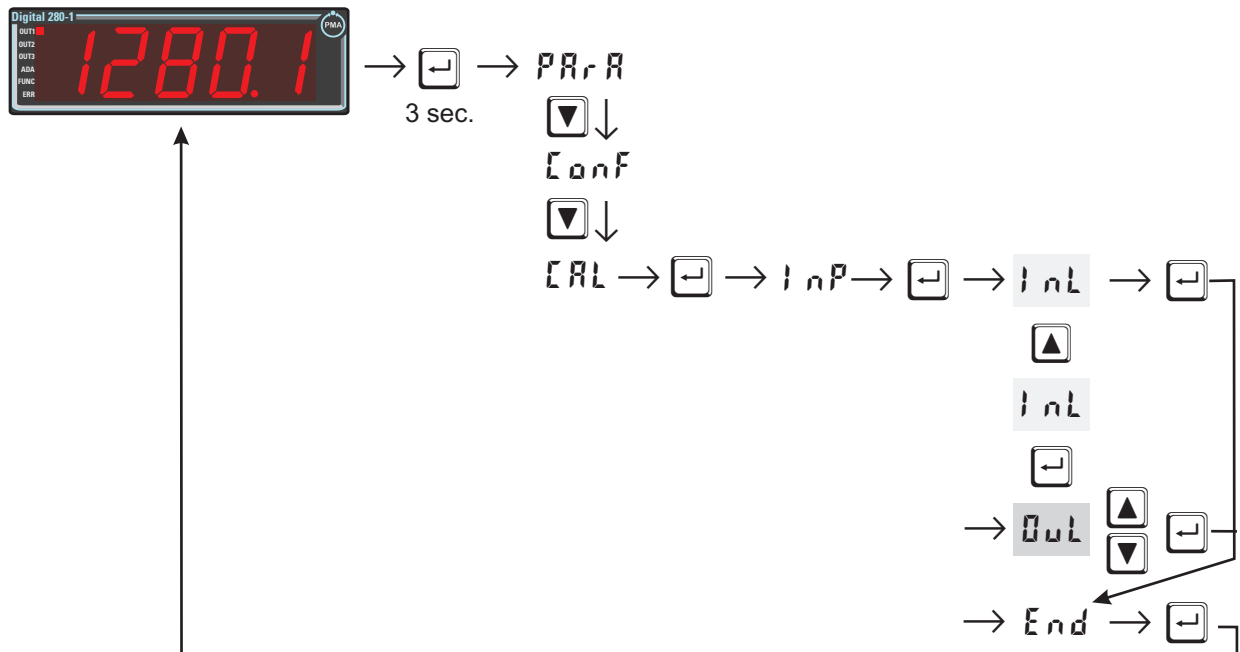 Digital 280-1
PMA
OUT1
OUT2
OUT3
ADA
FUNC
ERR
1280.1
3 sec.
PArA
ConF
CAL
InP
InL
InL
OuL
End